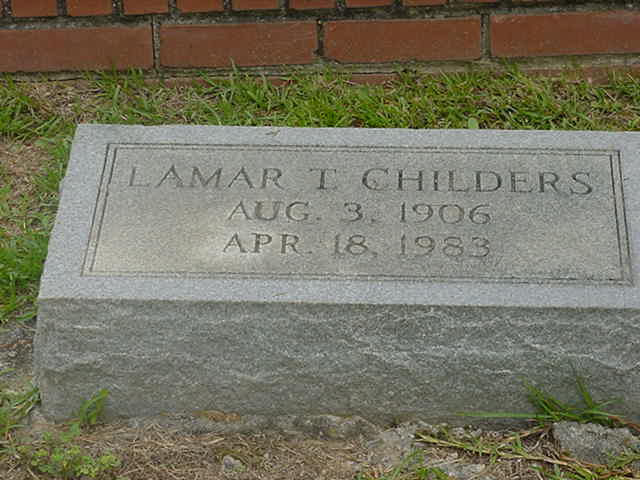 LAMAR T. CHILDERS
AUG. 3, 1906
APR. 18, 1983